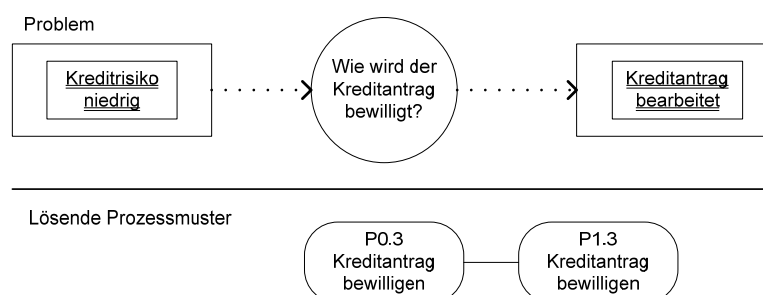 Problem
Kreditrisiko
niedrig
Wie wird der
Kreditantrag
bewilligt?
Kreditantrag
bearbeitet
Lösende Prozessmuster
P0.3
Kreditantrag
bewilligen
P1.3
Kreditantrag
bewilligen